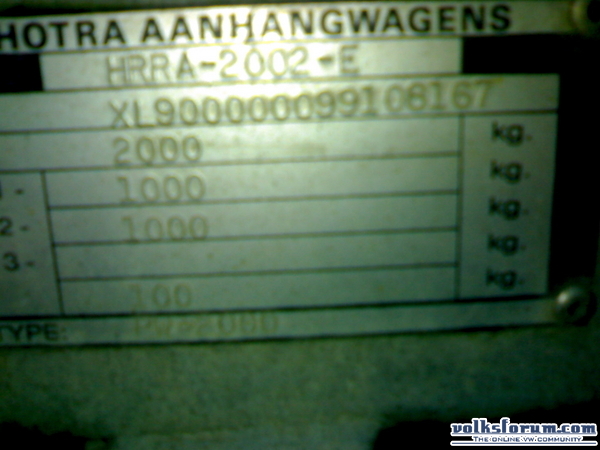 HOTRA AANHANGWAGENS
HRRA-2002-E
XL9000000099108167
2000 kg.
1- 1000 kg.
2- 1000 kg.
3- kg.
100 kg.
TYPE:
volksforum.com
THE-ONLINE-VW-COMMUNITY